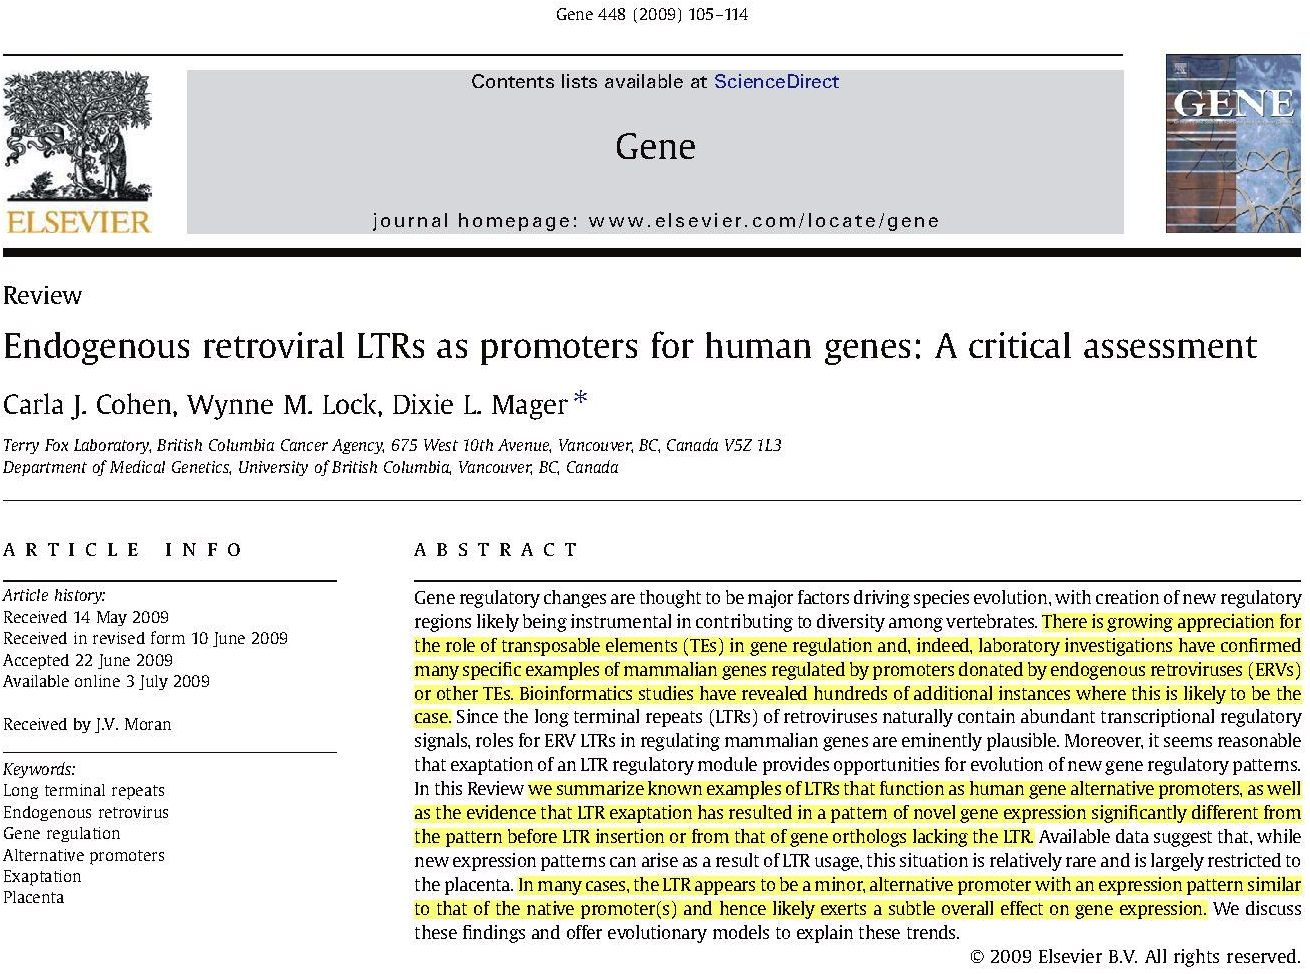 Gene 448 (2009) 105–114
Contents lists available at ScienceDirect
Gene
journal homepage: www.elsevier.com/locate/gene
ELSEVIER
GENE
Review
Endogenous retroviral LTRs as promoters for human genes: A critical assessment
Carla J. Cohen, Wynne M. Lock, Dixie L. Mager *
Terry Fox Laboratory, British Columbia Cancer Agency, 675 West 10th Avenue, Vancouver, BC, Canada V5Z 1L3
Department of Medical Genetics, University of British Columbia, Vancouver, BC, Canada
ARTICLE INFO
Article history:
Received 14 May 2009
Received in revised form 10 June 2009
Accepted 22 June 2009
Available online 3 July 2009
Received by J.V. Moran
Keywords:
Long terminal repeats
Endogenous retrovirus
Gene regulation
Alternative promoters
Exaptation
Placenta
ABSTRACT
Gene regulatory changes are thought to be major factors driving species evolution, with creation of new regulatory
regions likely being instrumental in contributing to diversity among vertebrates. There is growing appreciation for
the role of transposable elements (TEs) in gene regulation and, indeed, laboratory investigations have confirmed
many specific examples of mammalian genes regulated by promoters donated by endogenous retroviruses (ERVs)
or other TEs. Bioinformatics studies have revealed hundreds of additional instances where this is likely to be the
case. Since the long terminal repeats (LTRs) of retroviruses naturally contain abundant transcriptional regulatory
signals, roles for ERV LTRs in regulating mammalian genes are eminently plausible. Moreover, it seems reasonable
that exaptation of an LTR regulatory module provides opportunities for evolution of new gene regulatory patterns.
In this Review we summarize known examples of LTRs that function as human gene alternative promoters, as well
as the evidence that LTR exaptation has resulted in a pattern of novel gene expression significantly different from
the pattern before LTR insertion or from that of gene orthologs lacking the LTR. Available data suggest that, while
new expression patterns can arise as a result of LTR usage, this situation is relatively rare and is largely restricted to
the placenta. In many cases, the LTR appears to be a minor, alternative promoter with an expression pattern similar
to that of the native promoter(s) and hence likely exerts a subtle overall effect on gene expression. We discuss
these findings and offer evolutionary models to explain these trends.
© 2009 Elsevier B.V. All rights reserved.